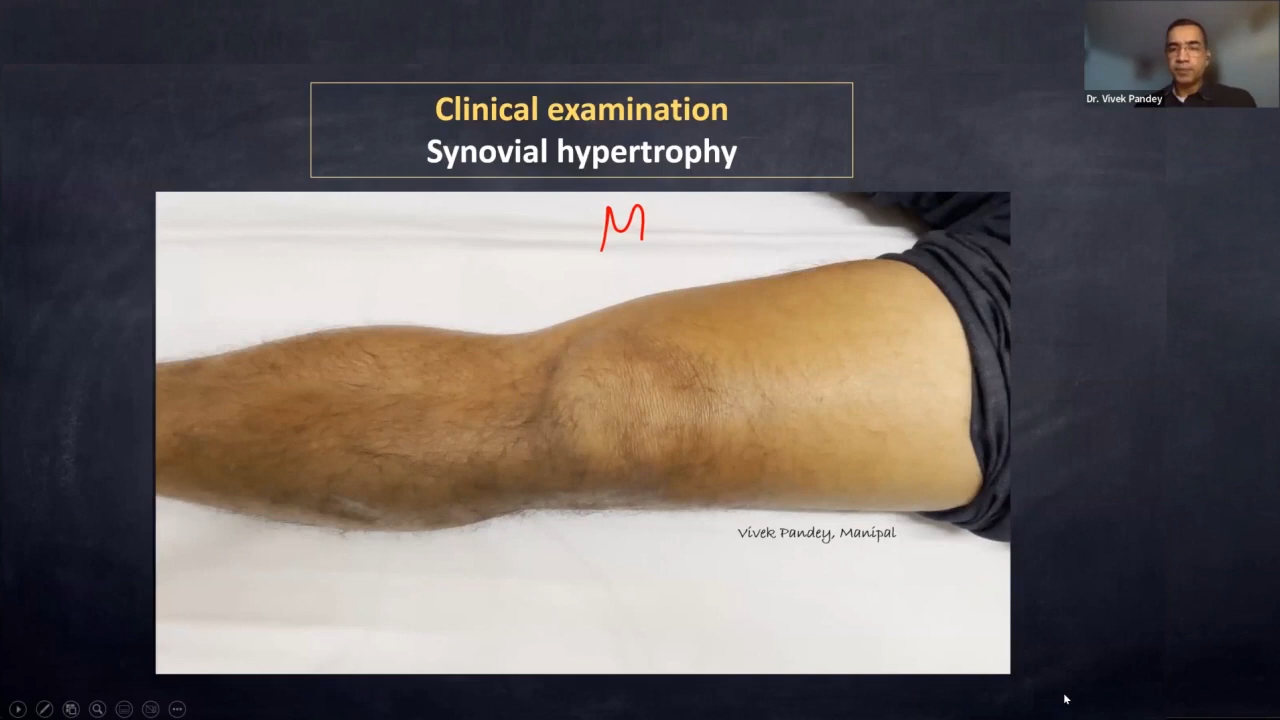 Clinical examination
Synovial hypertrophy
M
Vivek Pandey, Manipal
Dr. Vivek Pandey